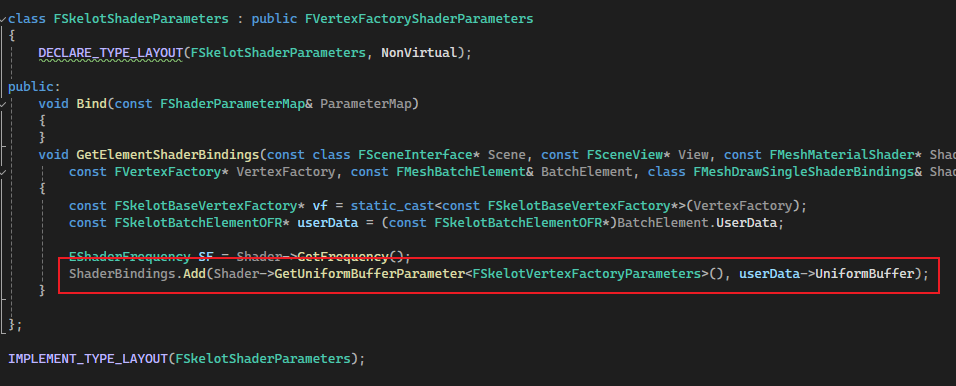 class FSkelotShaderParameters : public FVertexFactoryShaderParameters
{
DECLARE_TYPE_LAYOUT(FSkelotShaderParameters, NonVirtual);
public:
void Bind(const FShaderParameterMap& ParameterMap)
{
}
void GetElementShaderBindings(const class FSceneInterface* Scene, const FSceneView* View, const FMeshMaterialShader* Shad
const FVertexFactory* VertexFactory, const FMeshBatchElement& BatchElement, class FMeshDrawSingleShaderBindings& Shad
{
const FSkelotBaseVertexFactory* vf = static_cast<const FSkelotBaseVertexFactory*>(VertexFactory);
const FSkelotBatchElementOFR* userData = (const FSkelotBatchElementOFR*)BatchElement.UserData;
EShaderFrequency SF = Shader->GetFrequency();
ShaderBindings.Add(Shader->GetUniformBufferParameter<FSkelotVertexFactoryParameters>(), userData->UniformBuffer);
}
};
IMPLEMENT_TYPE_LAYOUT(FSkelotShaderParameters);